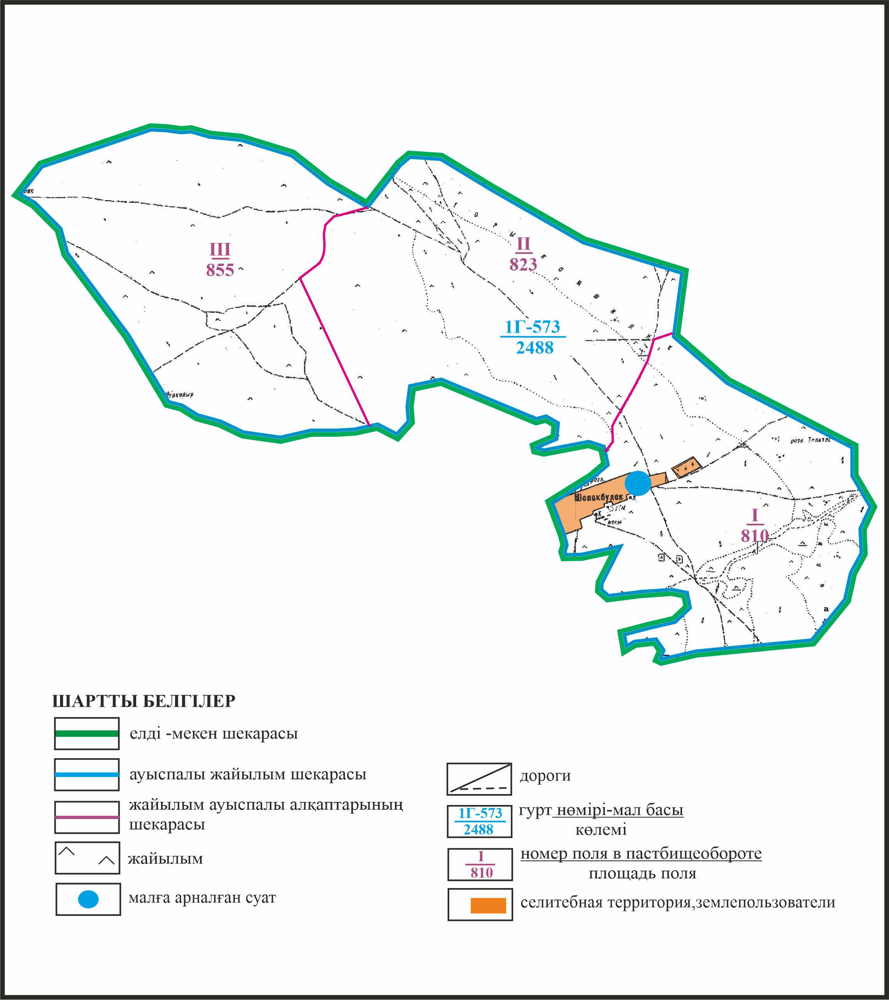 III
855
II
823
1Г-573
2488
Шолакбулак
I
810
ШАРТТЫ БЕЛГІЛЕР
елді -мекен шекарасы
ауыспалы жайылым шекарасы
жайылым ауыспалы алқаптарының
шекарасы
жайылым
малға арналған суат
дороги
1Г-573
2488
гурт нөмірі-мал басы
көлемі
I
810
номер поля в пастбищеобороте
площадь поля
селитебная территория,землепользователи